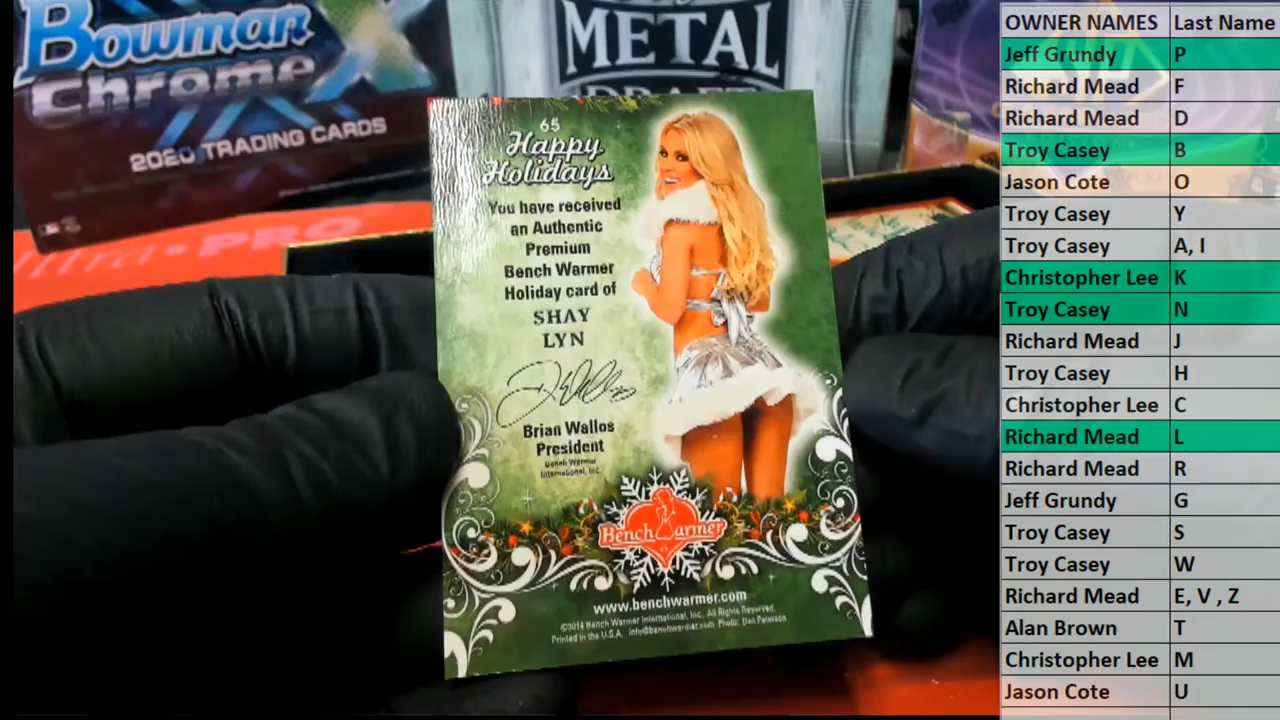 Bowman
Chrome X
2020 TRADING CARDS
METAL
DRAFT
PRO
65
Happy
Holidays
You have received
an Authentic
Premium
Bench Warmer
Holiday card of
SHAY
LYN
Brian Wallos
President
Bench Warmer
International, Inc.
Bench Warmer
www.benchwarmer.com
©2014 Bench Warmer International, Inc. All Rights Reserved.
Printed in the U.S.A. info@benchwarmer.com Photo: Dan Peterson
OWNER NAMES Last Name
Jeff Grundy P
Richard Mead F
Richard Mead D
Troy Casey B
Jason Cote O
Troy Casey Y
Troy Casey A, I
Christopher Lee K
Troy Casey N
Richard Mead J
Troy Casey H
Christopher Lee C
Richard Mead L
Richard Mead R
Jeff Grundy G
Troy Casey S
Troy Casey W
Richard Mead E, V , Z
Alan Brown T
Christopher Lee M
Jason Cote U